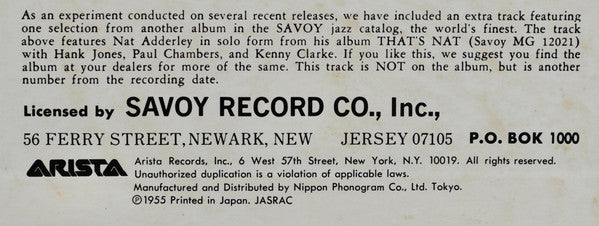 As an experiment conducted on several recent releases, we have included an extra track featuring
one selection from another album in the SAVOY jazz catalog, the world's finest. The track
above features Nat Adderley in solo form from his album THAT'S NAT (Savoy MG 12021)
with Hank Jones, Paul Chambers, and Kenny Clarke. If you like this, we suggest you find the
album at your dealers for more of the same. This track is NOT on the album, but is another
number from the recording date.
Licensed by SAVOY RECORD CO., Inc.,
56 FERRY STREET, NEWARK, NEW JERSEY 07105 P.O. BOK 1000
ARISTA Arista Records, Inc., 6 West 57th Street, New York, N.Y. 10019. All rights reserved.
Unauthorized duplication is a violation of applicable laws.
Manufactured and Distributed by Nippon Phonogram Co., Ltd. Tokyo.
Ⓟ1955 Printed in Japan. JASRAC